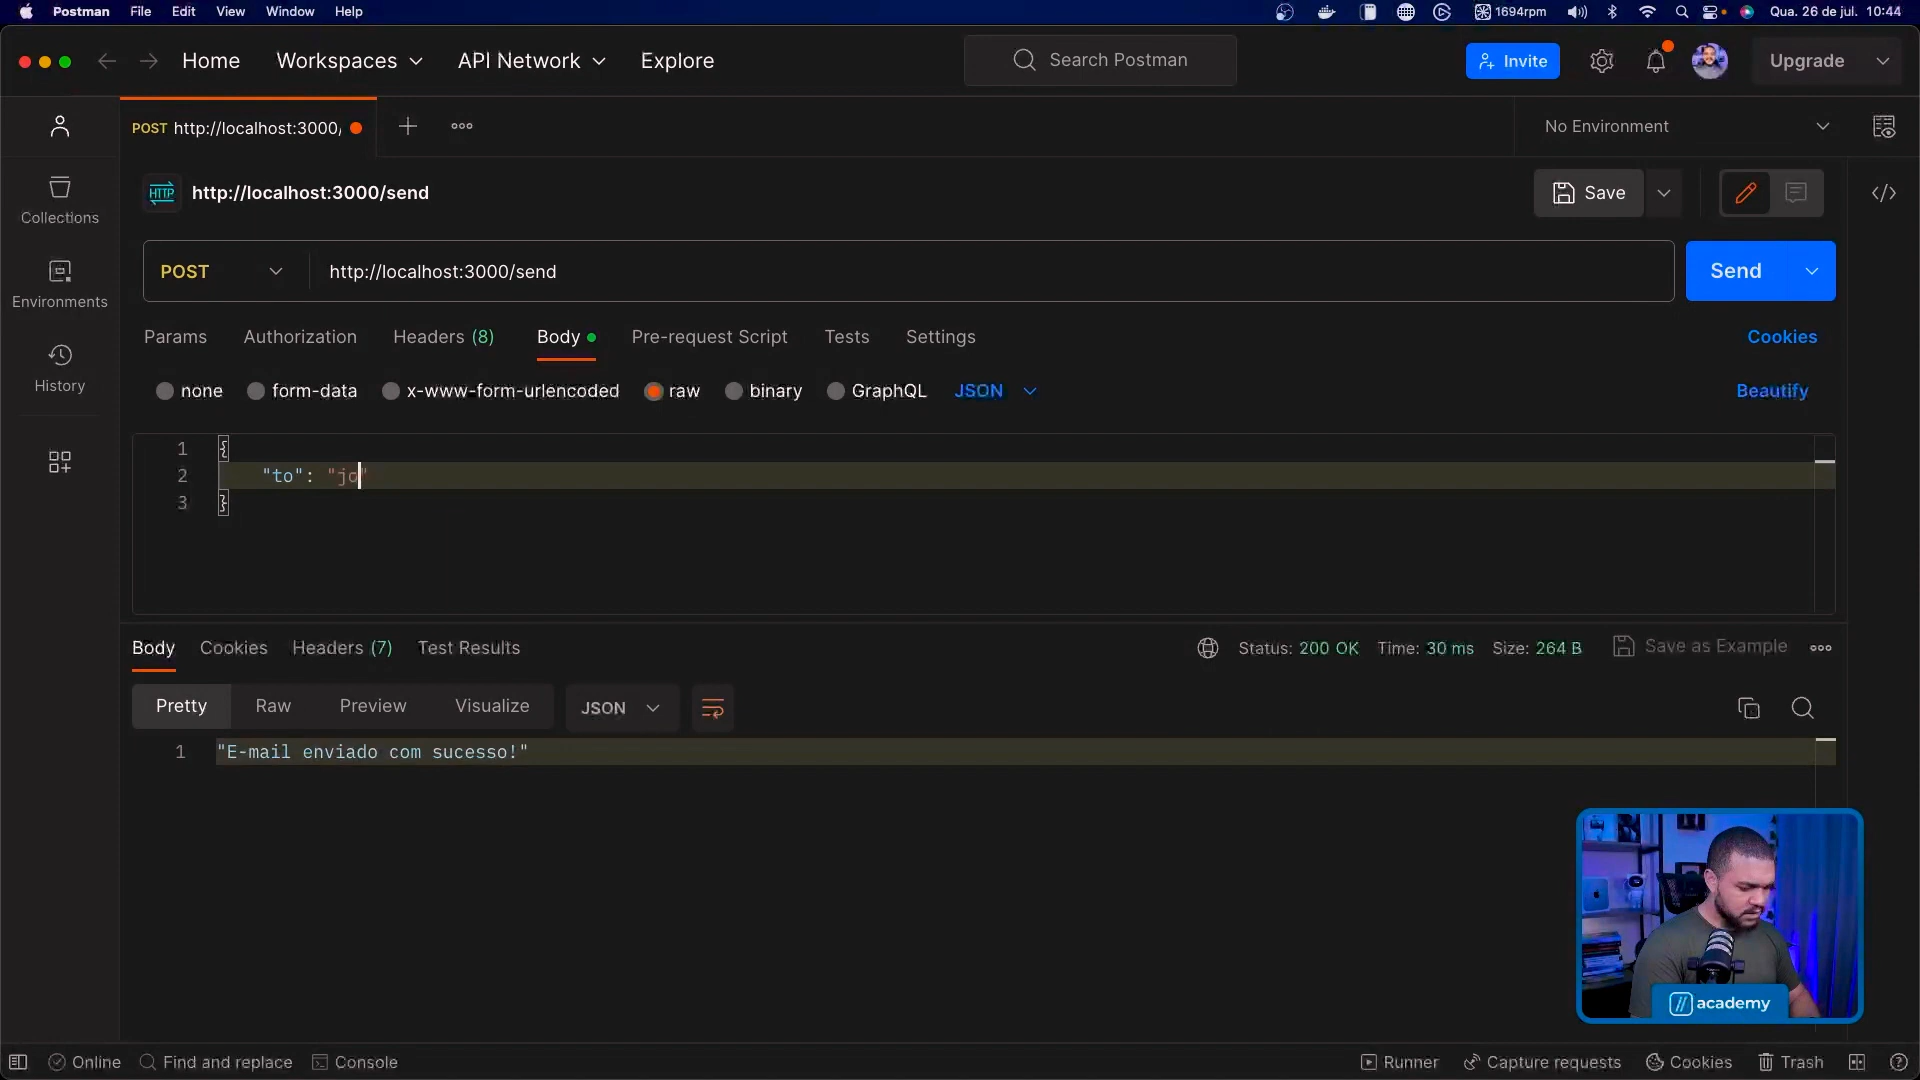 Postman File Edit View Window Help 1694rpm Qua. 26 de jul. 10:44
Home Workspaces API Network Explore Search Postman Invite Upgrade
POST http://localhost:3000/ No Environment
HTTP http://localhost:3000/send Save
Collections
Environments
History
POST http://localhost:3000/send Send
Params Authorization Headers (8) Body Pre-request Script Tests Settings Cookies
none form-data x-www-form-urlencoded raw binary GraphQL JSON Beautify
1 {
2 "to": "jo"
3 }
Body Cookies Headers (7) Test Results Status: 200 OK Time: 30 ms Size: 264 B Save as Example
Pretty Raw Preview Visualize JSON
1 "E-mail enviado com sucesso!"
// academy
Online Find and replace Console Runner Capture requests Cookies Trash